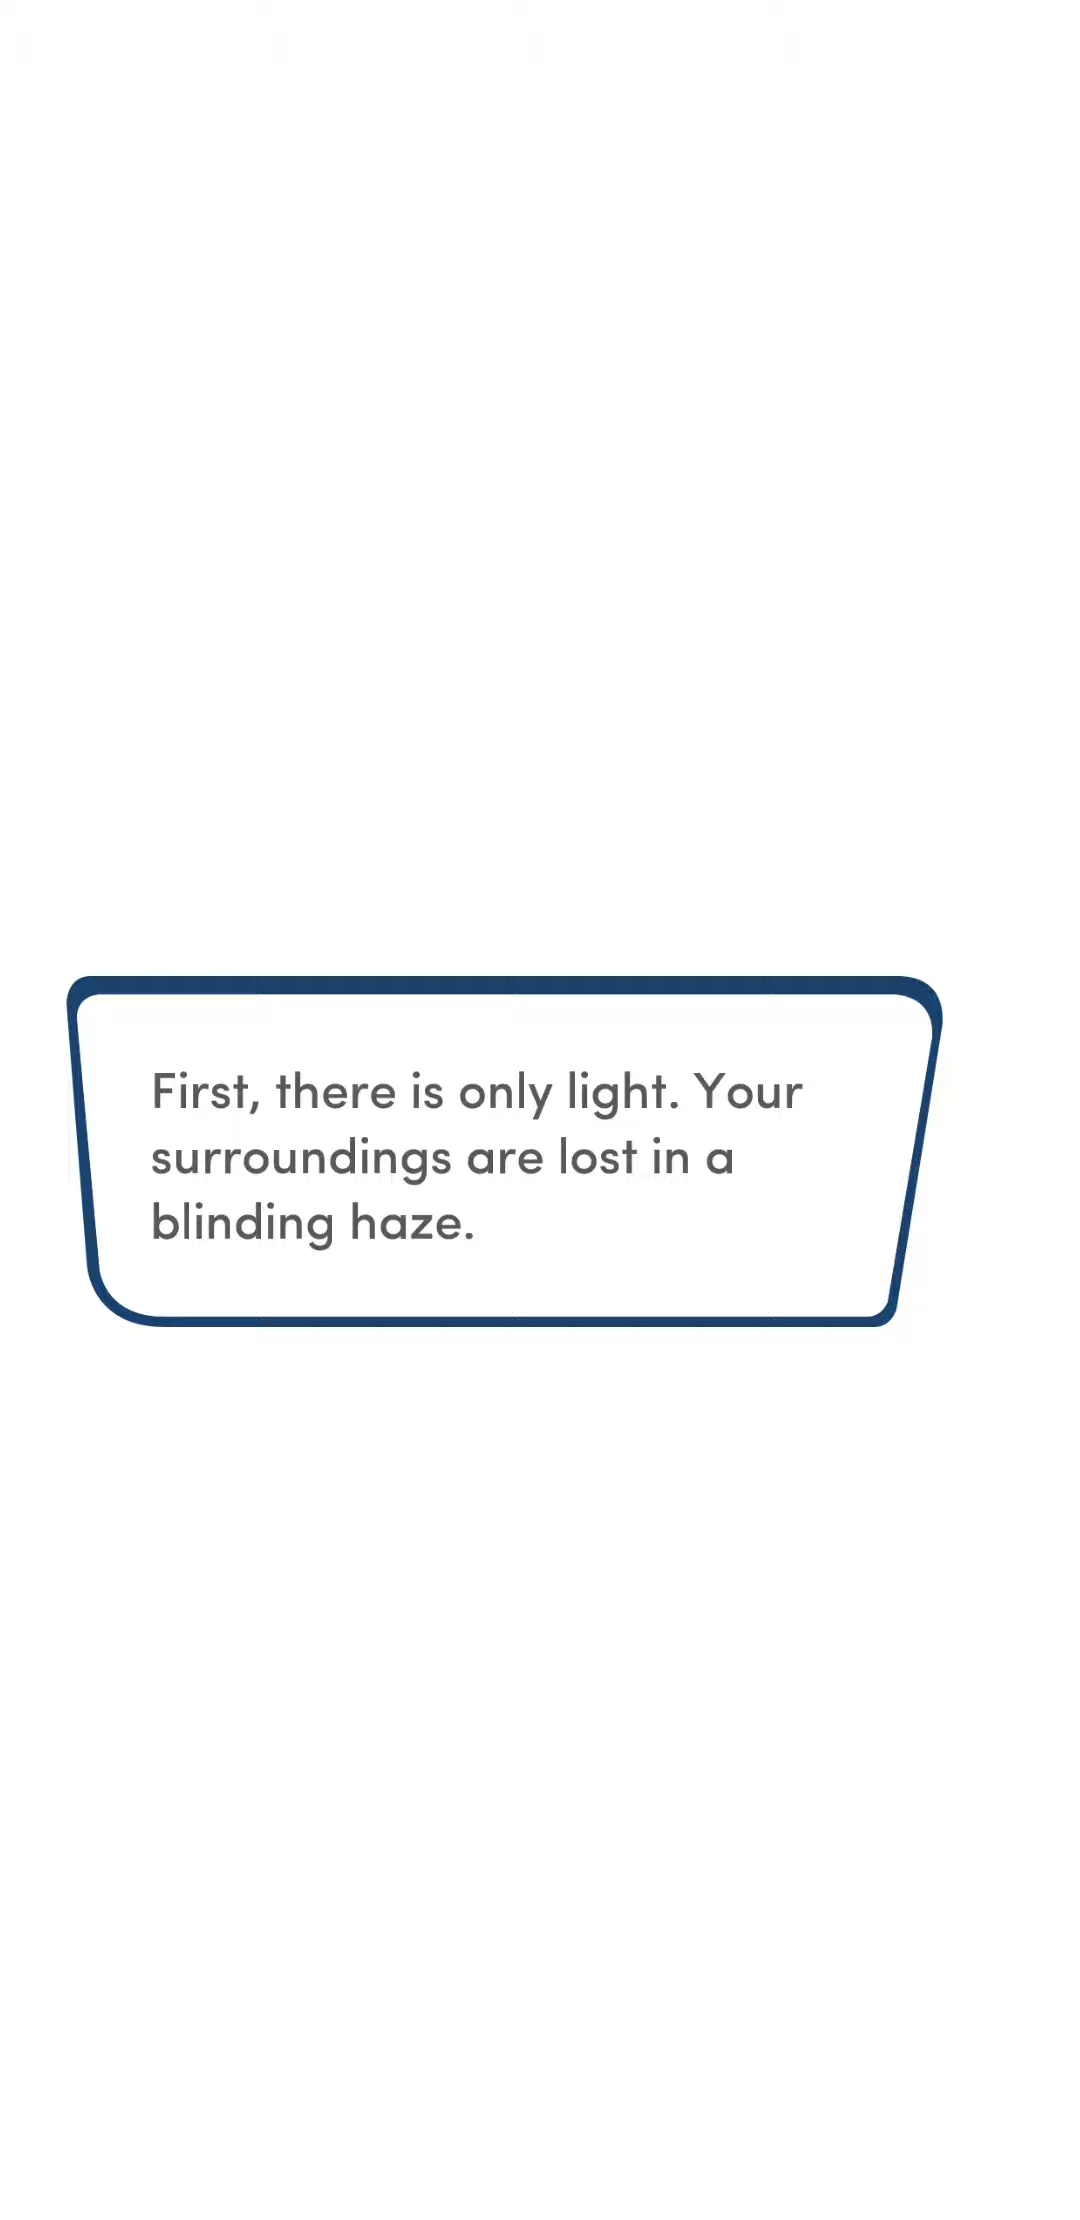 First, there is only light. Your
surroundings are lost in a
blinding haze.